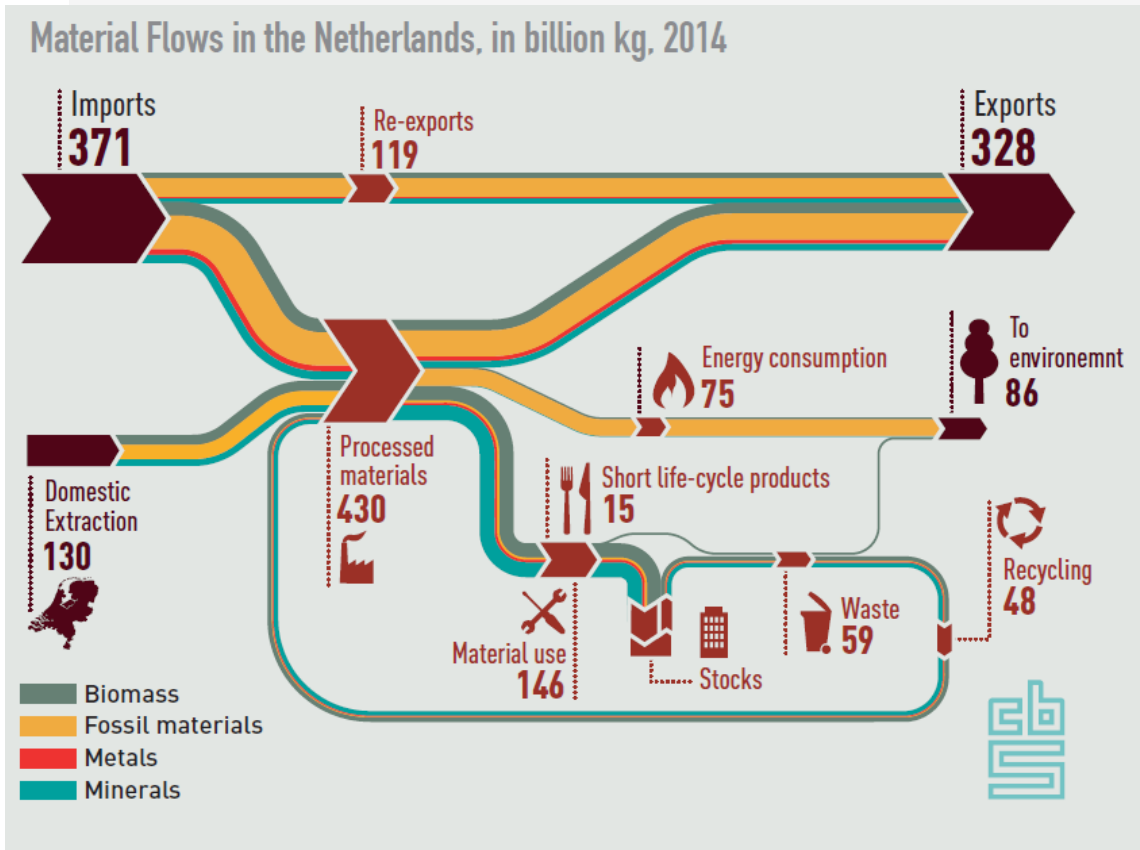 Material Flows in the Netherlands, in billion kg, 2014
Imports
371
Re-exports
119
Exports
328
Energy consumption
75
To
environemnt
86
Processed
materials
430
Domestic
Extraction
130
Short life-cycle products
15
Recycling
48
Waste
59
Material use
146
Stocks
Biomass
Fossil materials
Metals
Minerals
cbs